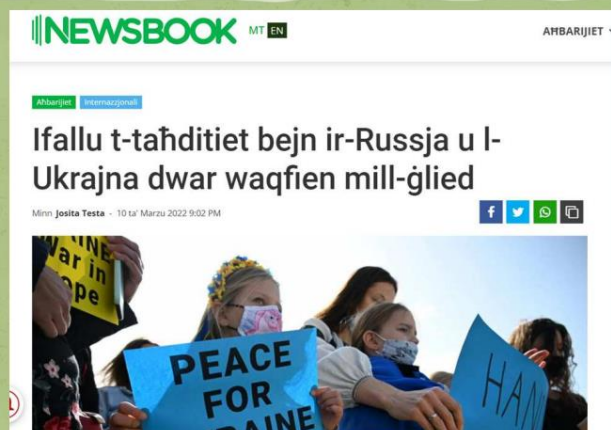 NEWSBOOK MT EN
AĦBARIJIET
Aħbarijiet Internazzjonali
Ifallu t-taħditiet bejn ir-Russja u l-
Ukrajna dwar waqfien mill-ġlied
Minn Josita Testa - 10 ta' Marzu 2022 9:02 PM
War in
PEACE
FOR